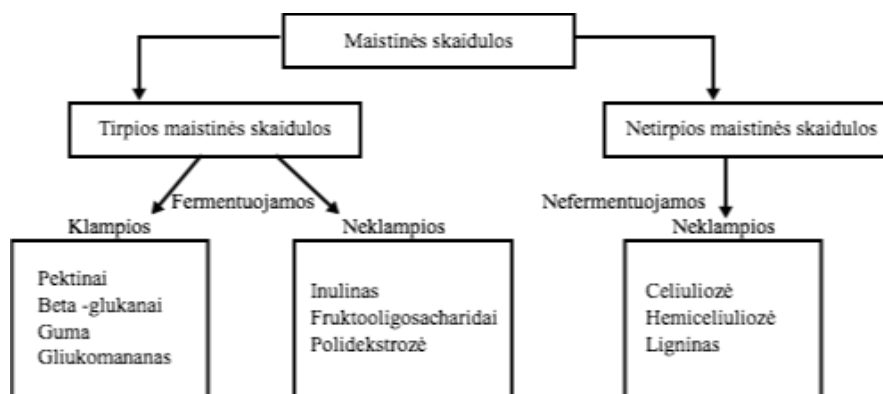 Maistinės skaidulos
Tirpios maistinės skaidulos
Netirpios maistinės skaidulos
Fermentuojamos
Nefermentuojamos
Klampios
Neklampios
Neklampios
Pektinai
Beta -glukanai
Guma
Gliukomananas
Inulinas
Fruktooligosacharidai
Polidekstrozė
Celiuliozė
Hemiceliuliozė
Ligninas